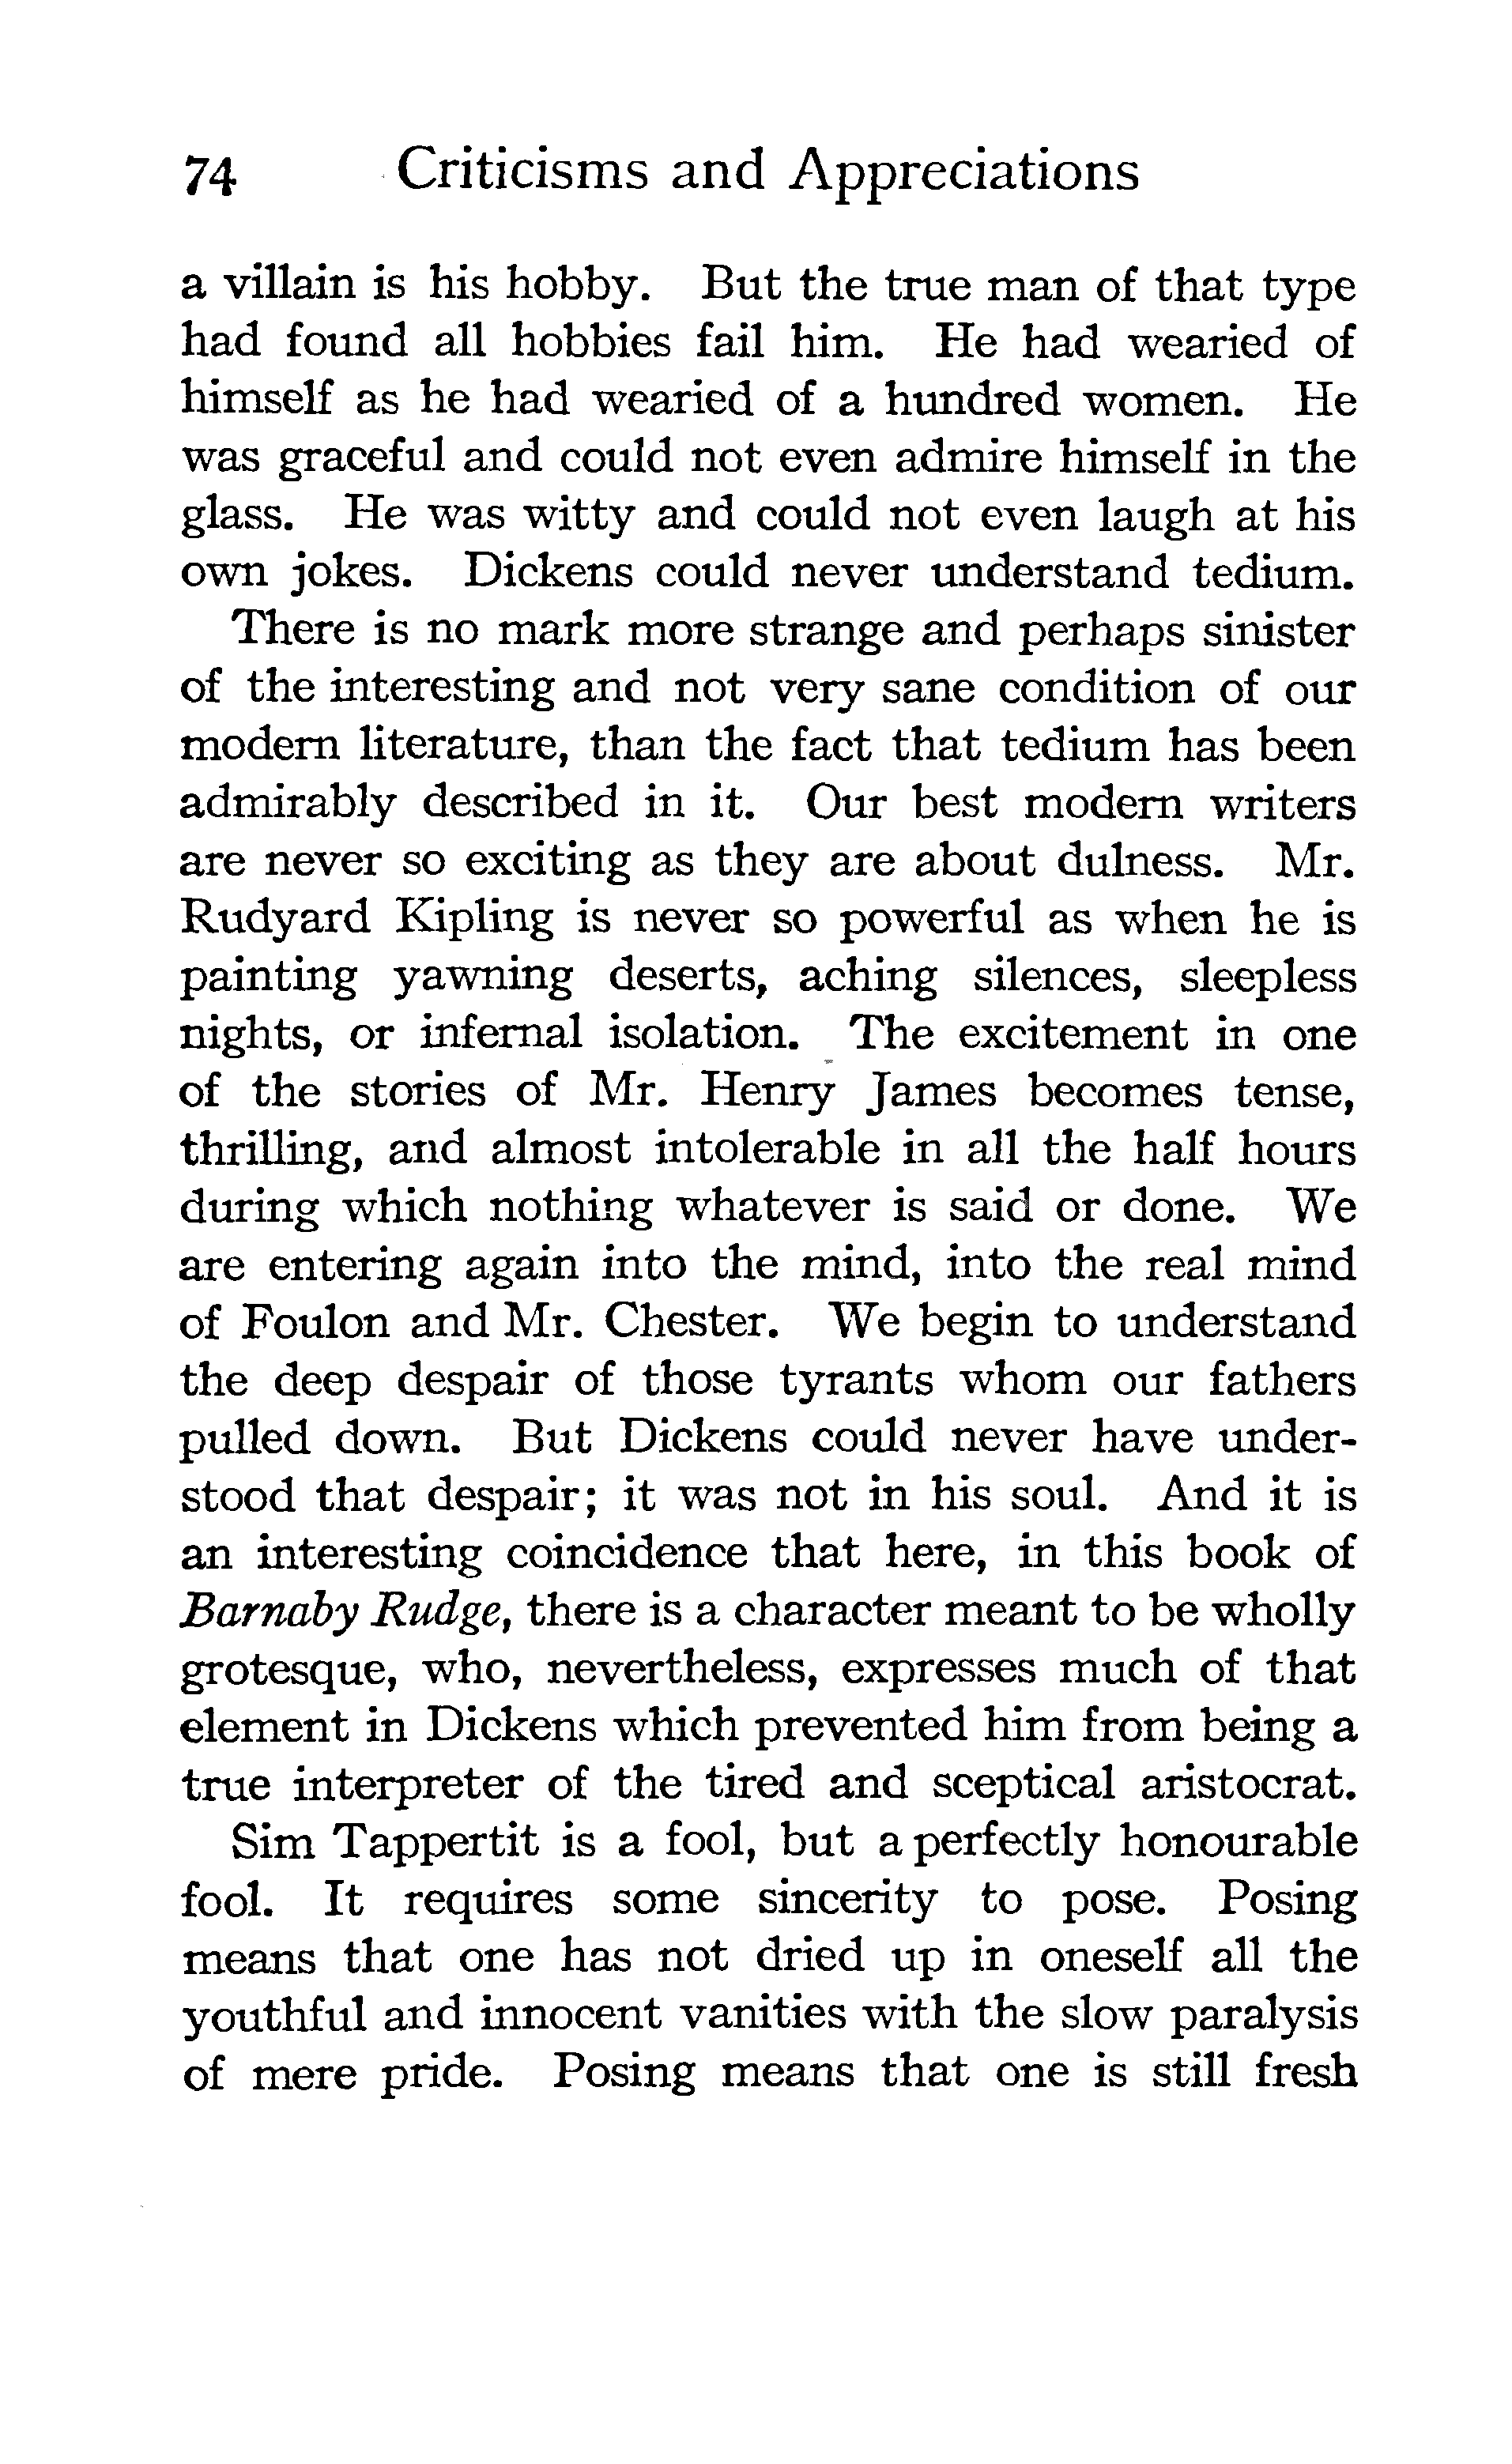 74 Criticisms and Appreciations
a villain is his hobby. But the true man of that type
had found all hobbies fail him. He had wearied of
himself as he had wearied of a hundred women. He
was graceful and could not even admire himself in the
glass. He was witty and could not even laugh at his
own jokes. Dickens could never understand tedium.
There is no mark more strange and perhaps sinister
of the interesting and not very sane condition of our
modern literature, than the fact that tedium has been
admirably described in it. Our best modern writers
are never so exciting as they are about dulness. Mr.
Rudyard Kipling is never so powerful as when he is
painting yawning deserts, aching silences, sleepless
nights, or infernal isolation. The excitement in one
of the stories of Mr. Henry James becomes tense,
thrilling, and almost intolerable in all the half hours
during which nothing whatever is said or done. We
are entering again into the mind, into the real mind
of Foulon and Mr. Chester. We begin to understand
the deep despair of those tyrants whom our fathers
pulled down. But Dickens could never have under-
stood that despair; it was not in his soul. And it is
an interesting coincidence that here, in this book of
Barnaby Rudge, there is a character meant to be wholly
grotesque, who, nevertheless, expresses much of that
element in Dickens which prevented him from being a
true interpreter of the tired and sceptical aristocrat.
Sim Tappertit is a fool, but a perfectly honourable
fool. It requires some sincerity to pose. Posing
means that one has not dried up in oneself all the
youthful and innocent vanities with the slow paralysis
of mere pride. Posing means that one is still fresh